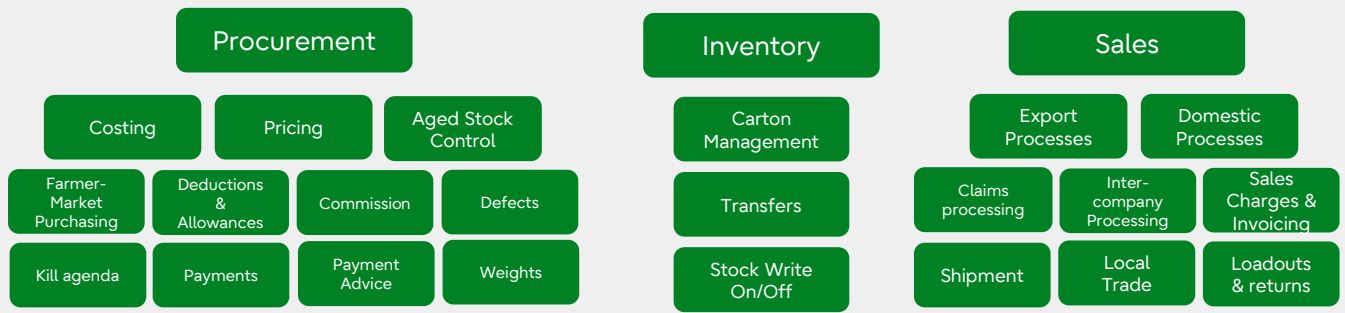 Procurement
Inventory
Sales
Costing
Pricing
Aged Stock
Control
Carton
Management
Export
Processes
Domestic
Processes
Farmer-
Market
Purchasing
Deductions
&
Allowances
Commission
Defects
Transfers
Claims
processing
Inter-
company
Processing
Sales
Charges &
Invoicing
Kill agenda
Payments
Payment
Advice
Weights
Stock Write
On/Off
Shipment
Local
Trade
Loadouts
& returns